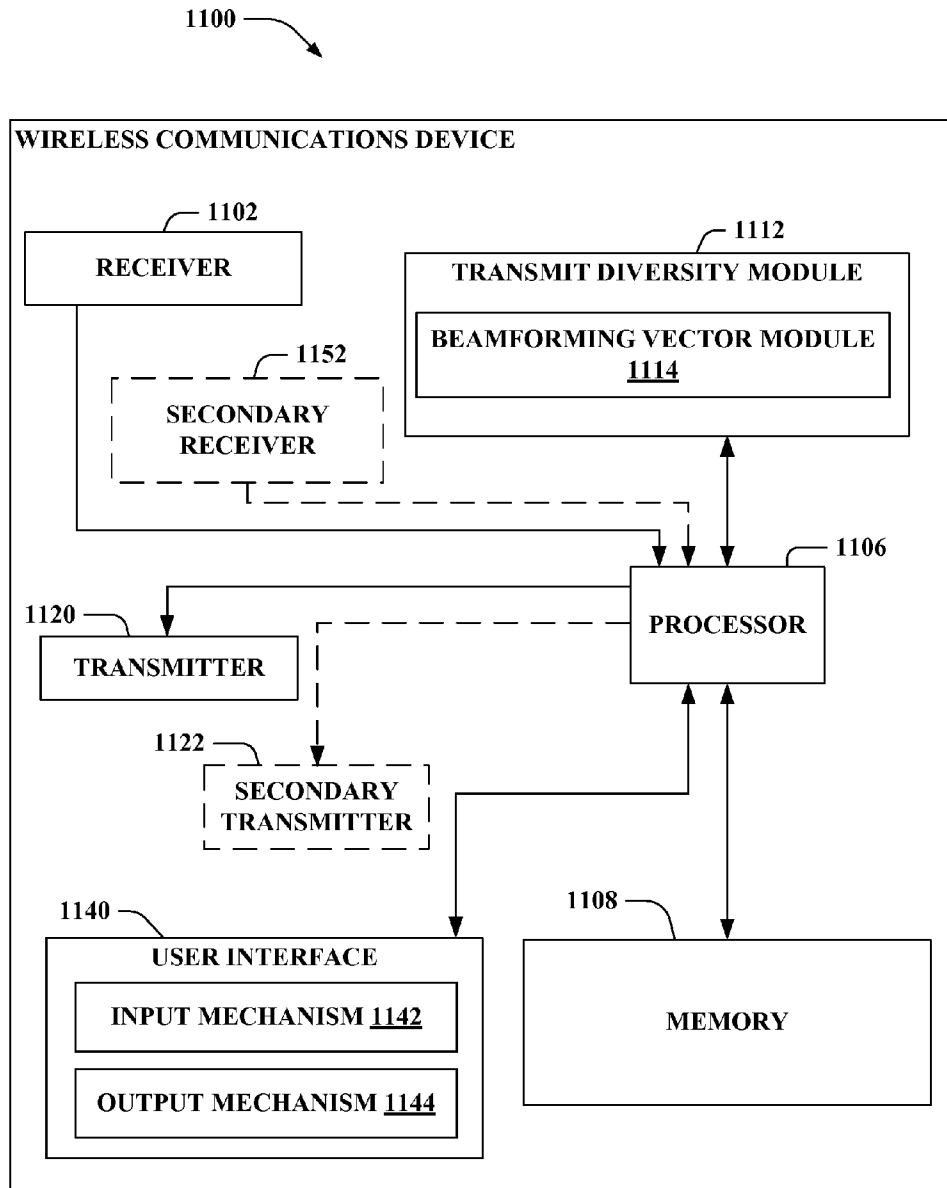 1100
WIRELESS COMMUNICATIONS DEVICE
1102
RECEIVER
1112
TRANSMIT DIVERSITY MODULE
BEAMFORMING VECTOR MODULE
1114
1152
SECONDARY
RECEIVER
1106
PROCESSOR
1120
TRANSMITTER
1122
SECONDARY
TRANSMITTER
1140
USER INTERFACE
INPUT MECHANISM 1142
OUTPUT MECHANISM 1144
1108
MEMORY